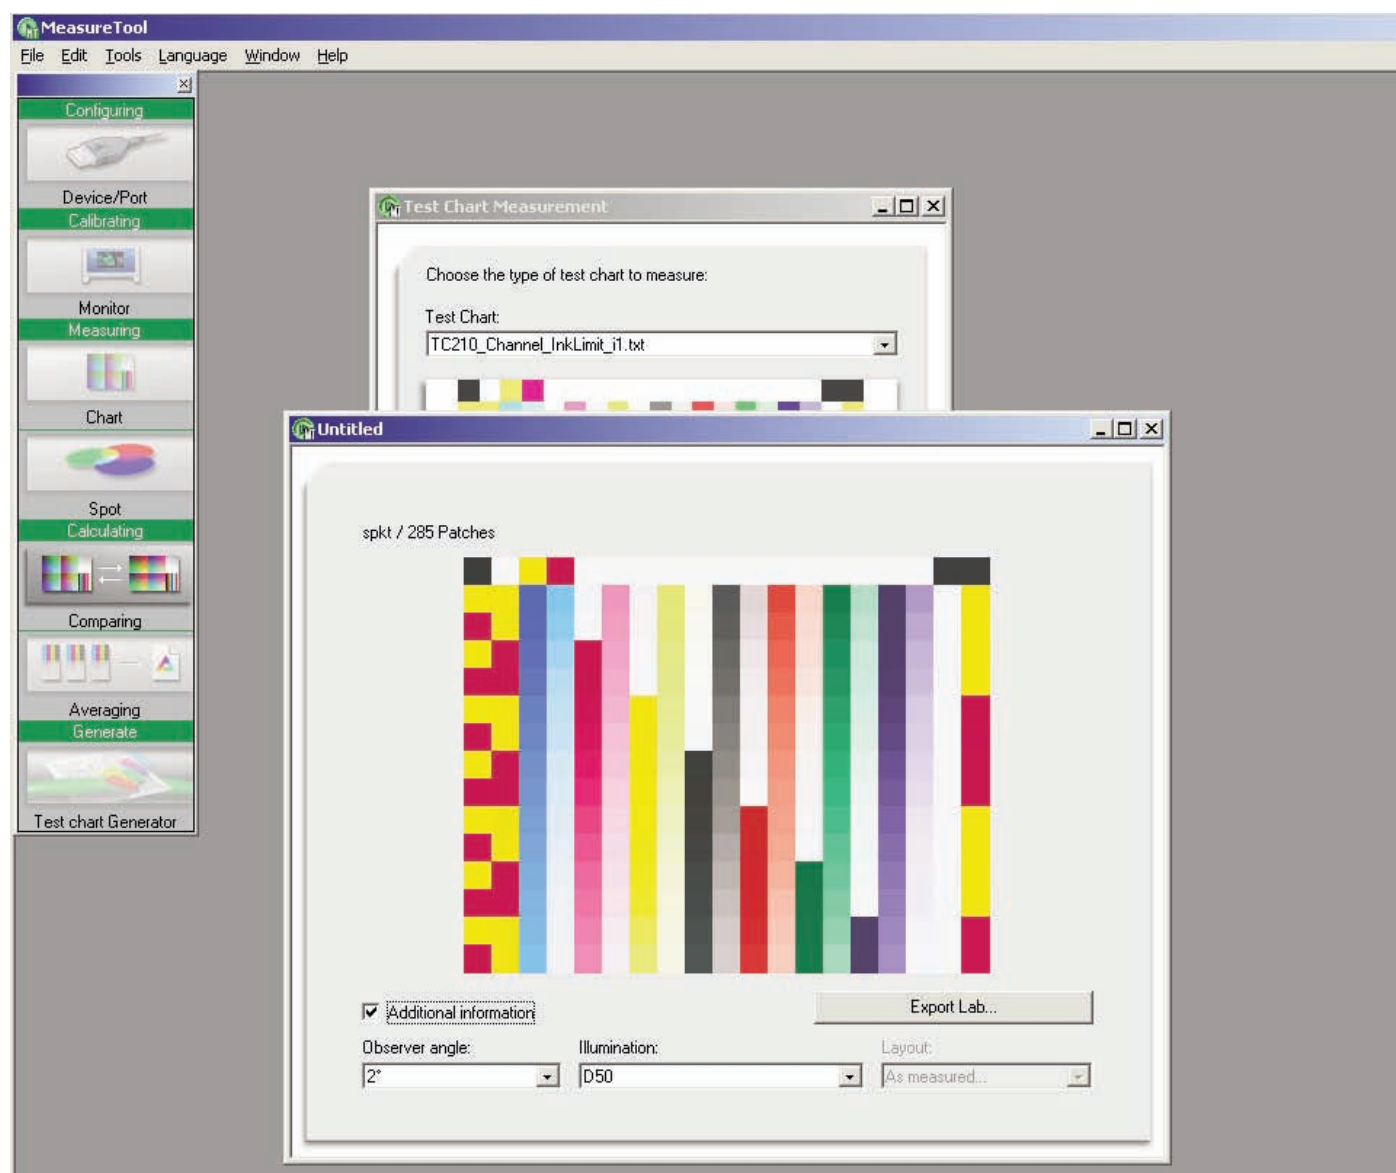 MeasureTool
File Edit Tools Language Window Help
Configuring
Device/Port
Calibrating
Monitor
Measuring
Chart
Spot
Calculating
Comparing
Averaging
Generate
Test chart Generator
Test Chart Measurement
Choose the type of test chart to measure:
Test Chart:
TC210_Channel_InkLimit_i1.txt
Untitled
spkt / 285 Patches
Additional information
Export Lab...
Observer angle: Illumination: Layout:
2° D50 As measured...